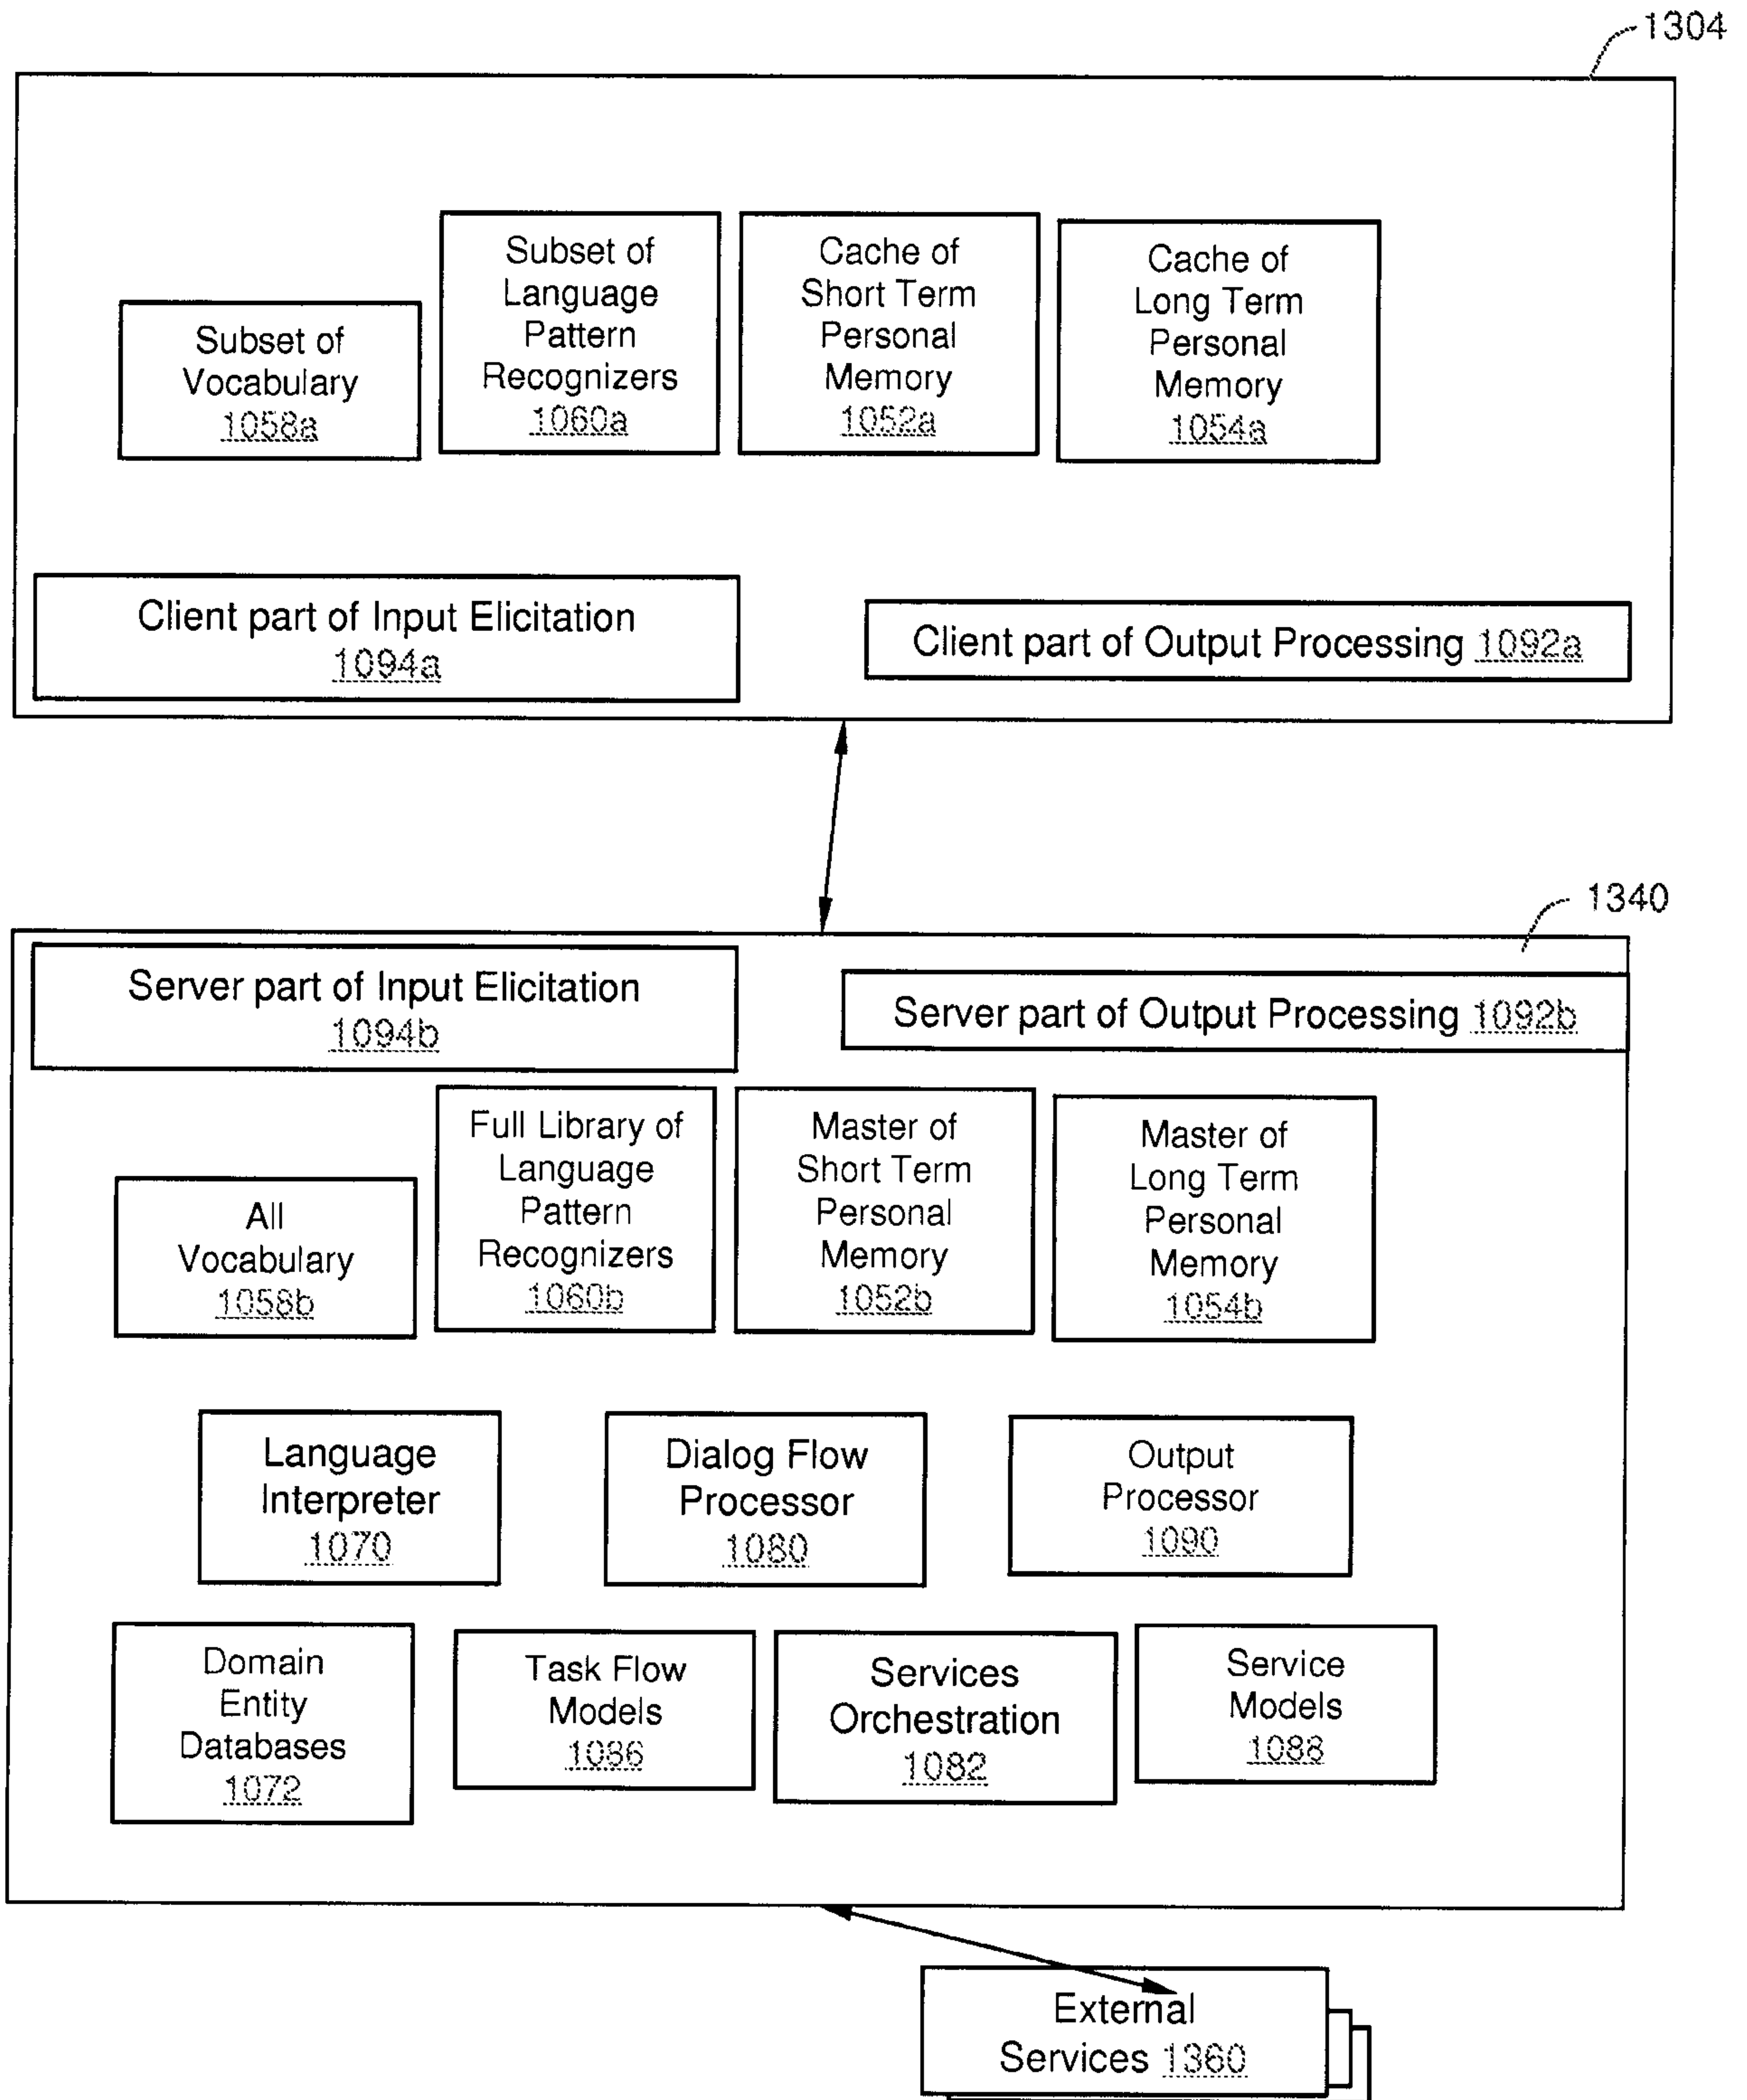 1304
Subset of
Vocabulary
1058a
Subset of
Language
Pattern
Recognizers
1060a
Cache of
Short Term
Personal
Memory
1052a
Cache of
Long Term
Personal
Memory
1054a
Client part of Input Elicitation
1094a
Client part of Output Processing 1092a
1340
Server part of Input Elicitation
1094b
Server part of Output Processing 1092b
All
Vocabulary
1058b
Full Library of
Language
Pattern
Recognizers
1060b
Master of
Short Term
Personal
Memory
1052b
Master of
Long Term
Personal
Memory
1054b
Language
Interpreter
1070
Dialog Flow
Processor
1080
Output
Processor
1090
Domain
Entity
Databases
1072
Task Flow
Models
1086
Services
Orchestration
1082
Service
Models
1088
External
Services 1360